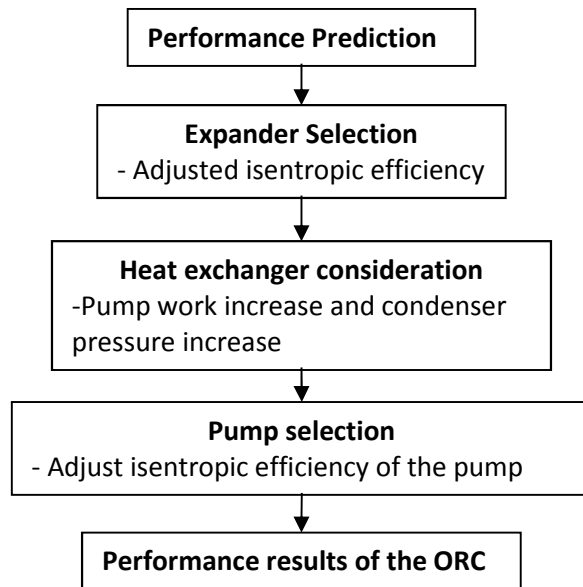 Performance Prediction
Expander Selection
- Adjusted isentropic efficiency
Heat exchanger consideration
-Pump work increase and condenser
pressure increase
Pump selection
- Adjust isentropic efficiency of the pump
Performance results of the ORC